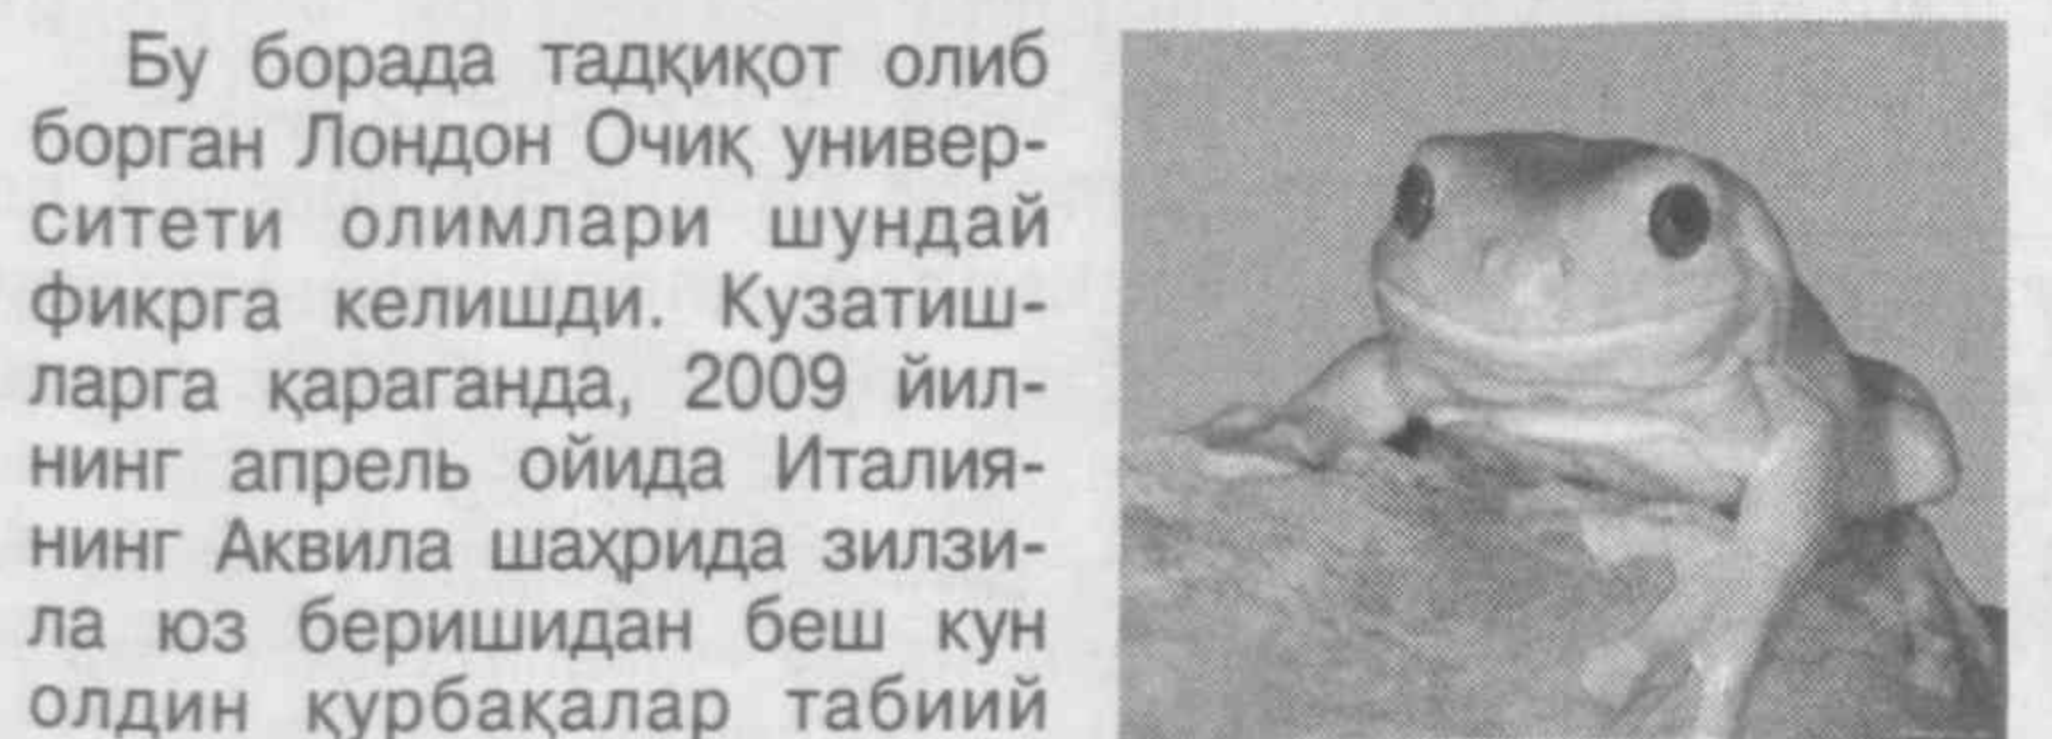 Бу борада тадқиқот олиб
борган Лондон Очиқ универ-
ситети олимлари шундай
фикрга келишди. Кузатиш-
ларга қараганда, 2009 йил-
нинг апрель ойида Италия-
нинг Аквила шаҳрида зилзи-
ла юз беришидан беш кун
олдин қурбақалар табиий